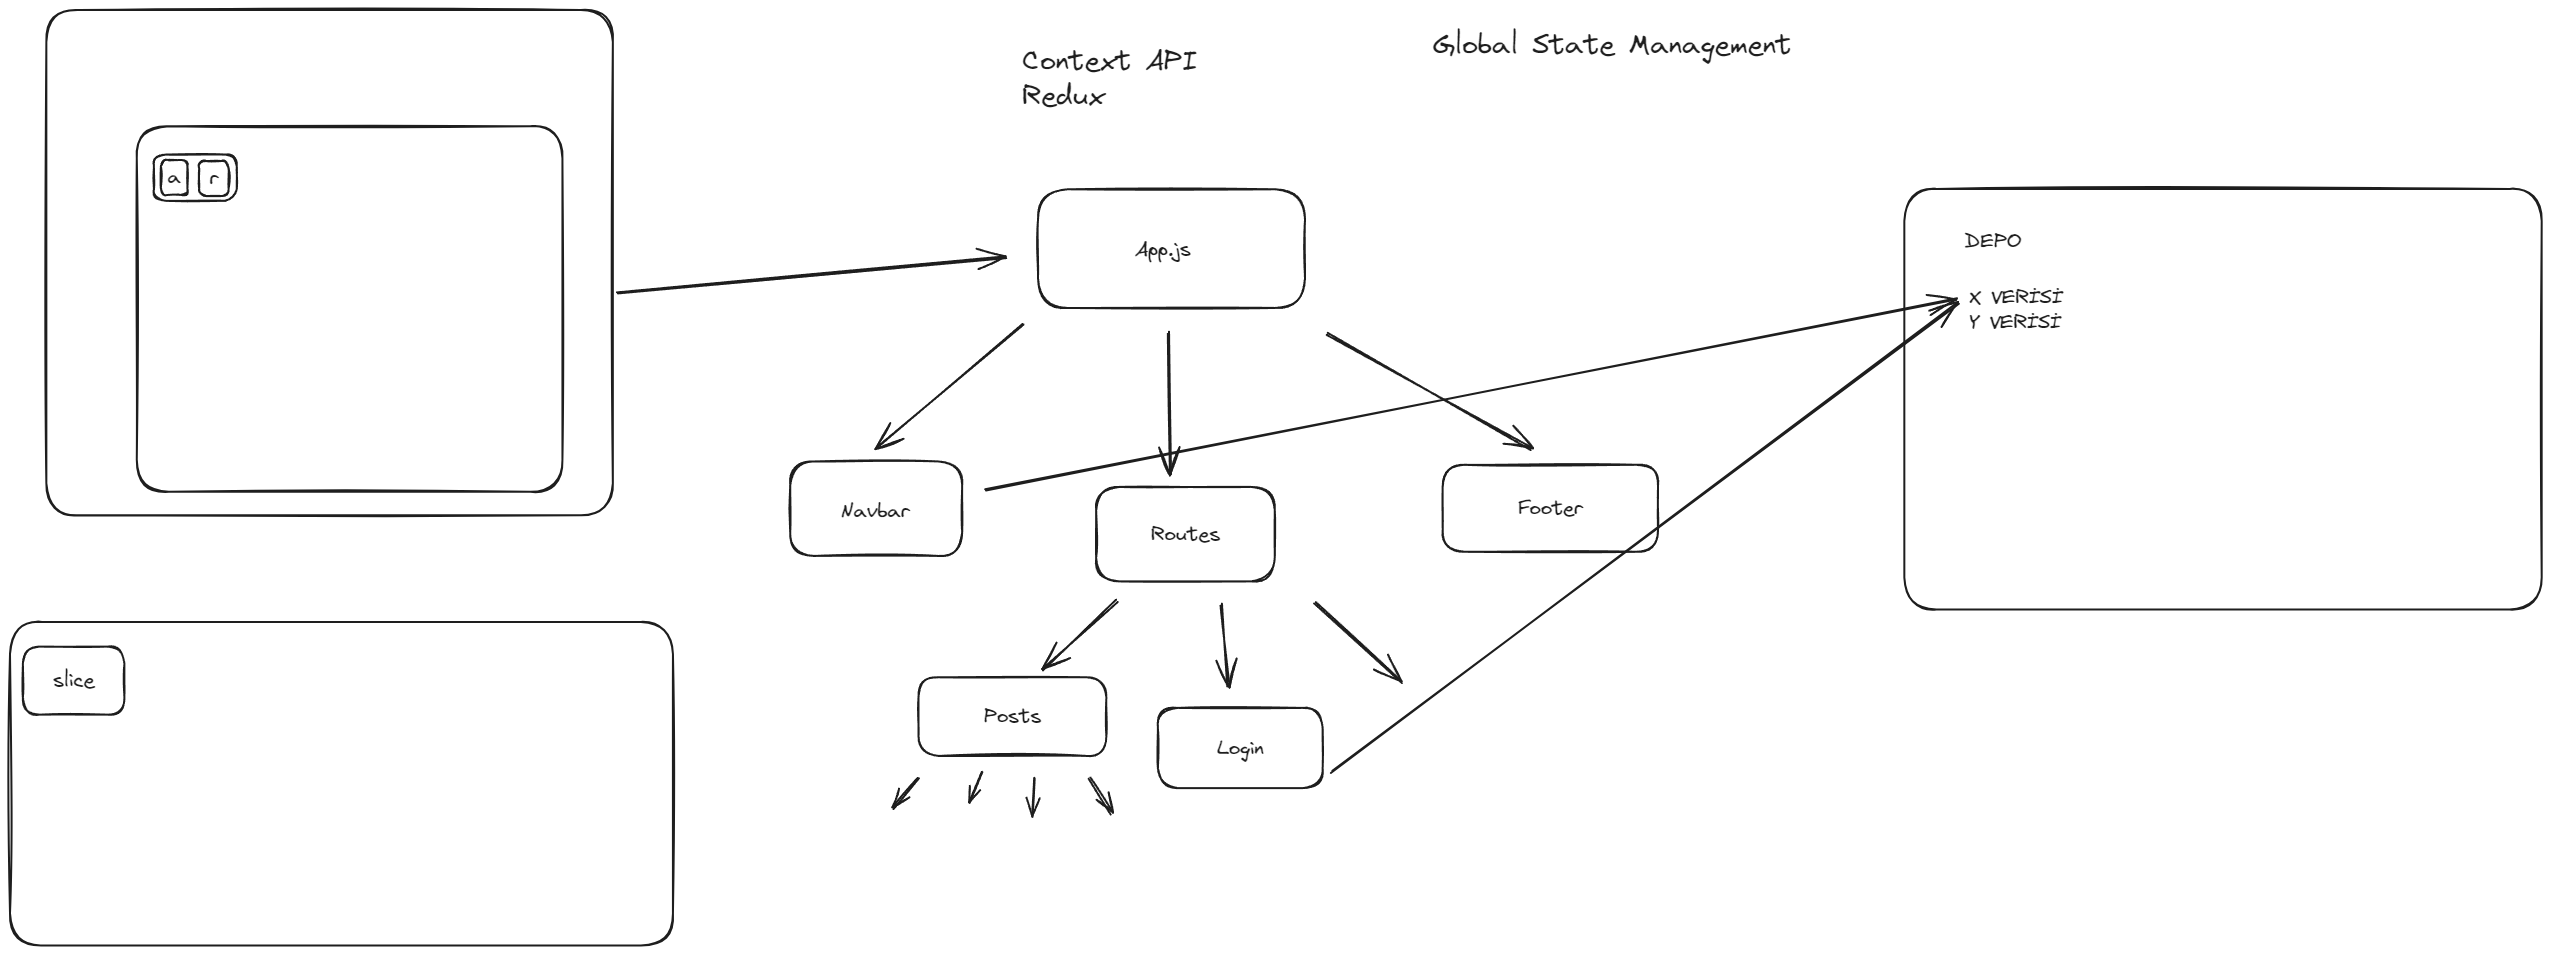 Context API
Redux
Global State Management
a
r
App.js
DEPO
X VERİSİ
Y VERİSİ
Navbar
Routes
Footer
slice
Posts
Login